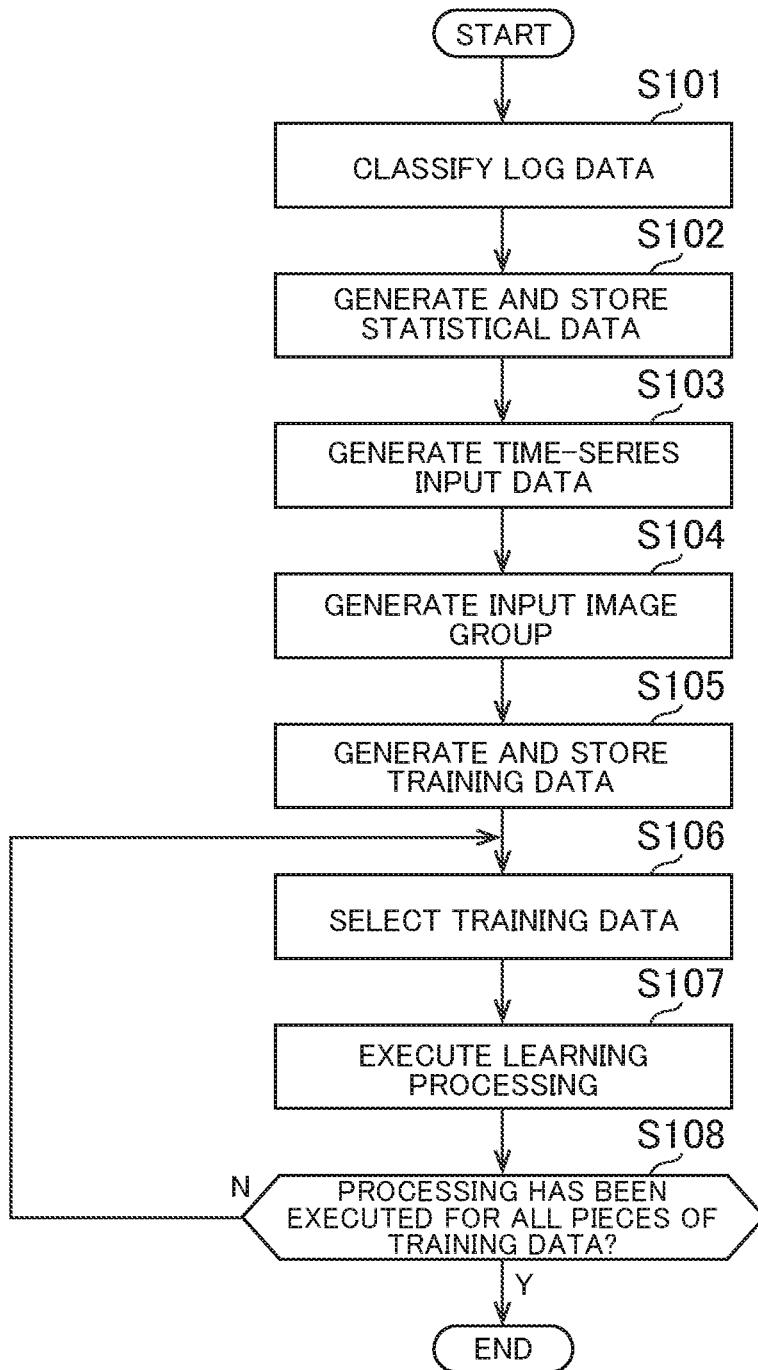 START
S101
CLASSIFY LOG DATA
S102
GENERATE AND STORE
STATISTICAL DATA
S103
GENERATE TIME-SERIES
INPUT DATA
S104
GENERATE INPUT IMAGE
GROUP
S105
GENERATE AND STORE
TRAINING DATA
S106
SELECT TRAINING DATA
S107
EXECUTE LEARNING
PROCESSING
S108
N
PROCESSING HAS BEEN
EXECUTED FOR ALL PIECES OF
TRAINING DATA?
Y
END